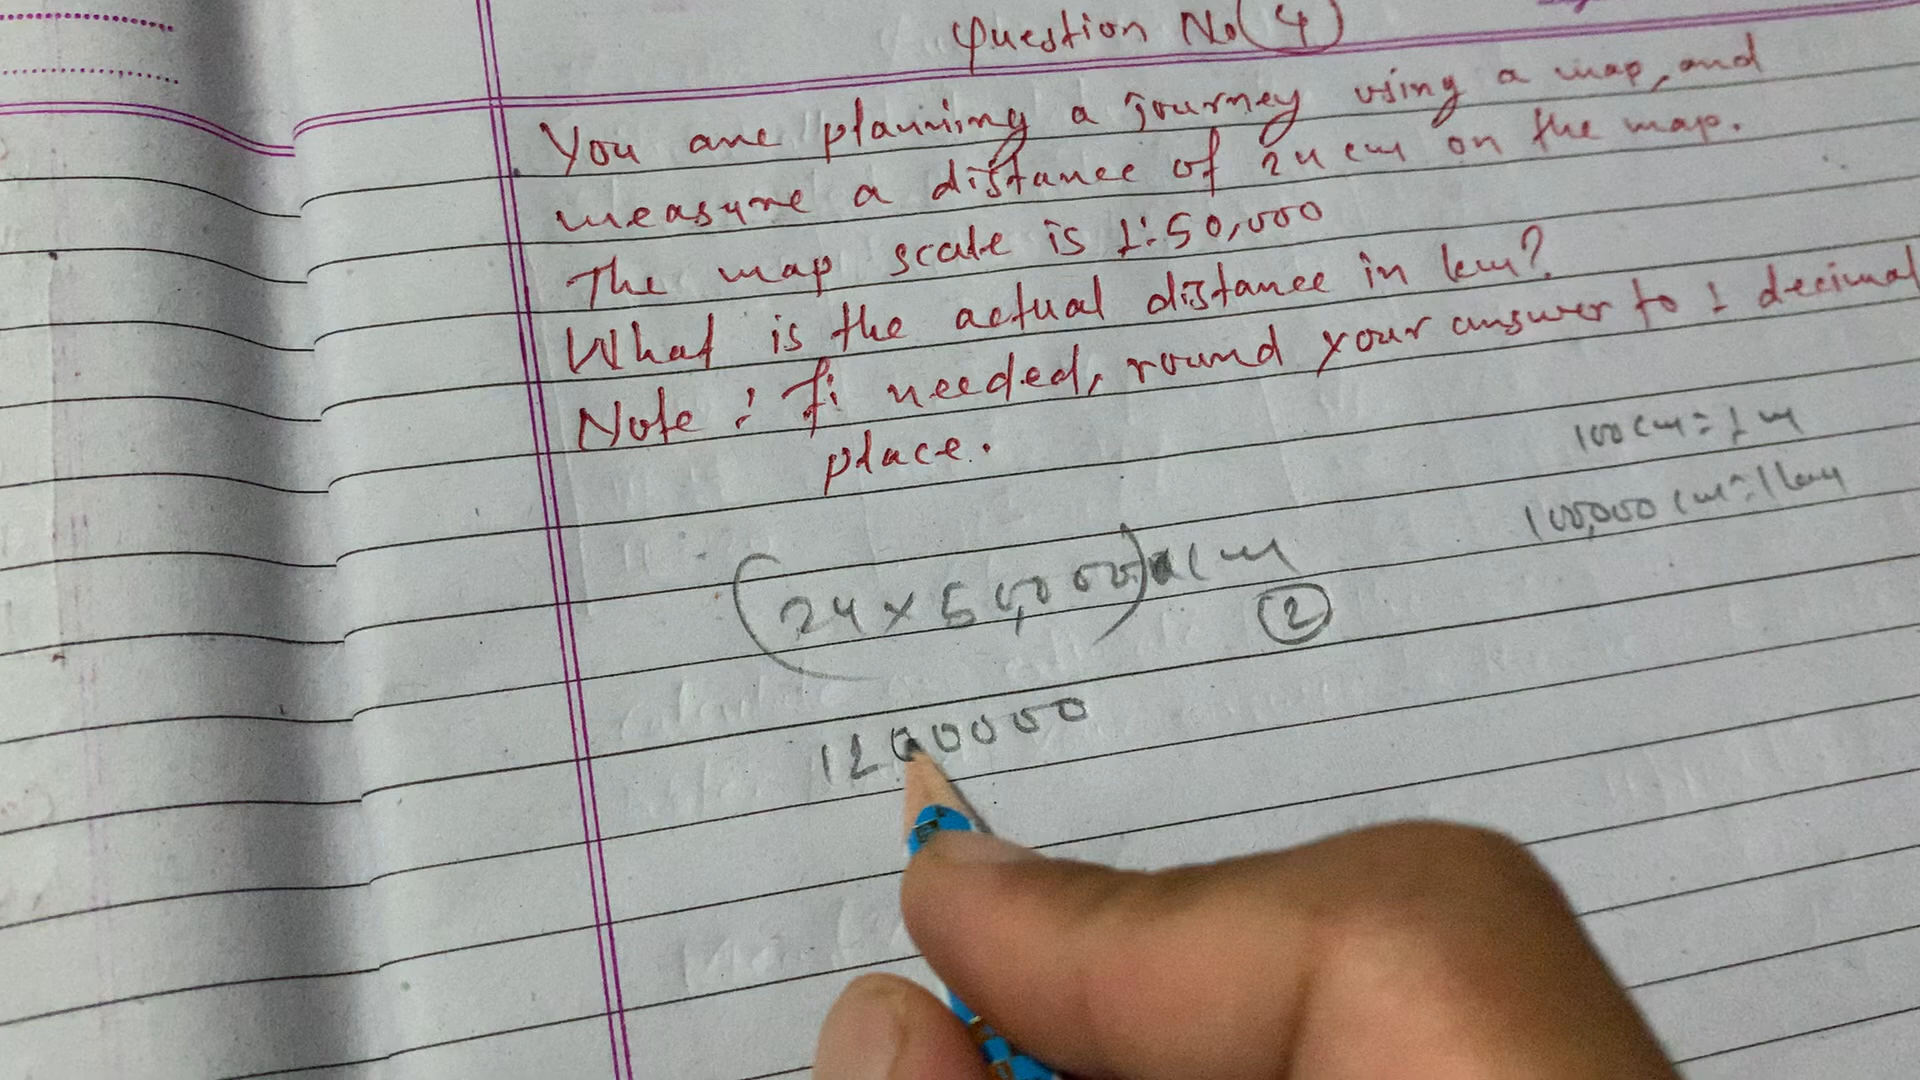 Question No(4)
You are planning a journey using a map, and
measure a distance of 24 cm on the map.
The map scale is 1:50,000
What is the actual distance in km?
Note: If needed, round your answer to 1 decimal
place.
100 cm = 1 m
100,000 cm = 1 km
(24 x 50,000) cm
2
1200000